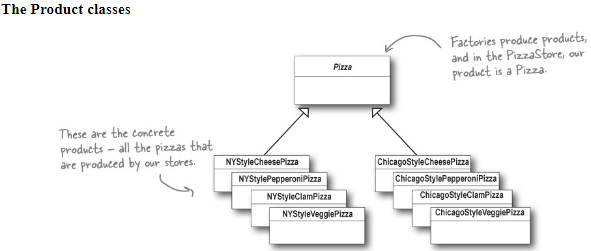 The Product classes
Factories produce products,
and in the PizzaStore, our
product is a Pizza.
Pizza
These are the concrete
products – all the pizzas that
are produced by our stores.
NYStyleCheesePizza
NYStylePepperoniPizza
NYStyleClamPizza
NYStyleVeggiePizza
ChicagoStyleCheesePizza
ChicagoStylePepperoniPizza
ChicagoStyleClamPizza
ChicagoStyleVeggiePizza